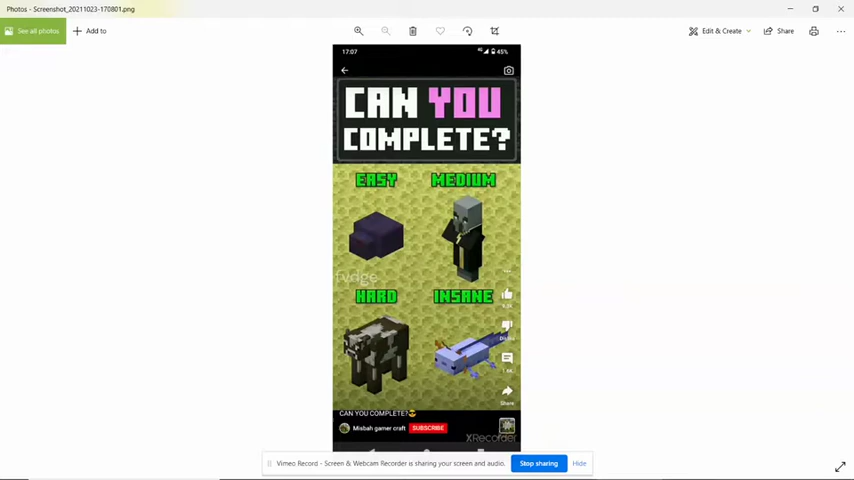 Photos - Screenshot_20211023-170801.png
See all photos
Add to
Edit & Create
Share
17:07
45%
CAN YOU
COMPLETE?
EASY MEDIUM
HARD INSANE
Share
CAN YOU COMPLETE?😎
Misbah gamer craft SUBSCRIBE
XRecorder
Vimeo Record - Screen & Webcam Recorder is sharing your screen and audio.
Stop sharing
Hide